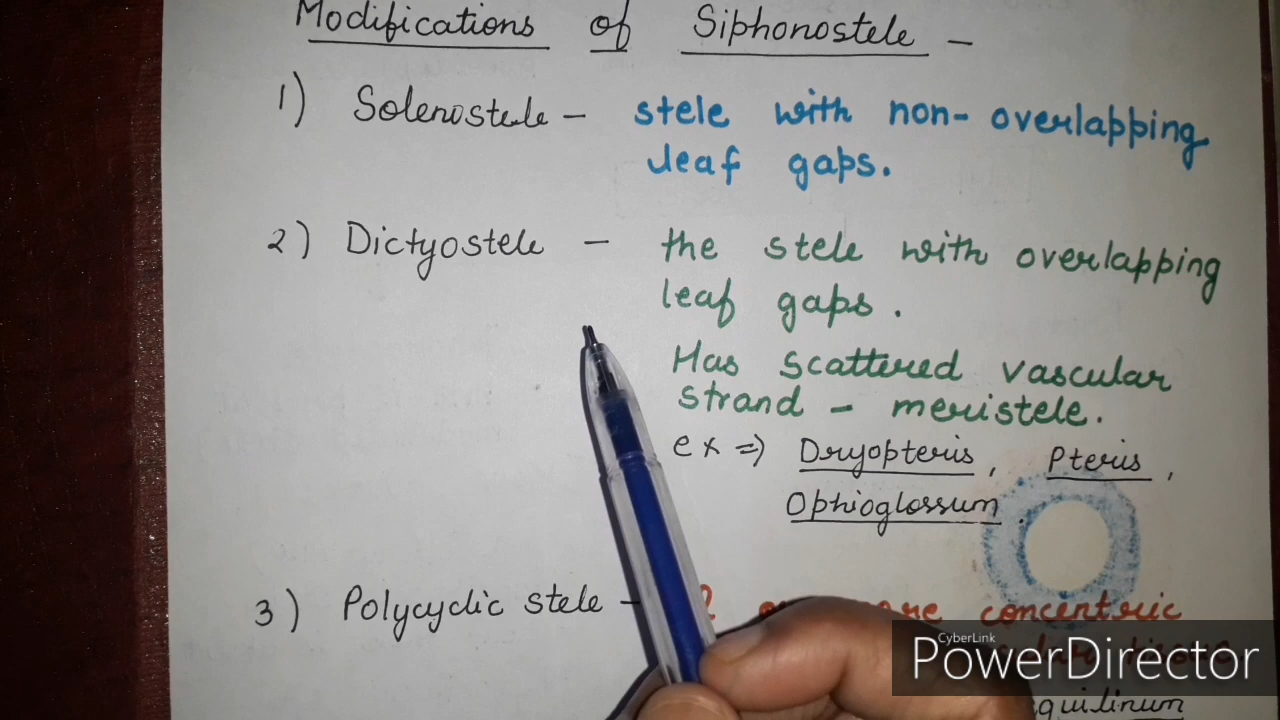 Modifications of Siphonostele -
1) Solenostele - stele with non- overlapping
leaf gaps.
2) Dictyostele - the stele with overlapping
leaf gaps.
Has scattered vascular
strand - meristele.
ex => Dryopteris, Pteris,
Ophioglossum.
3) Polycyclic stele - concentric
CyberLink
PowerDirector